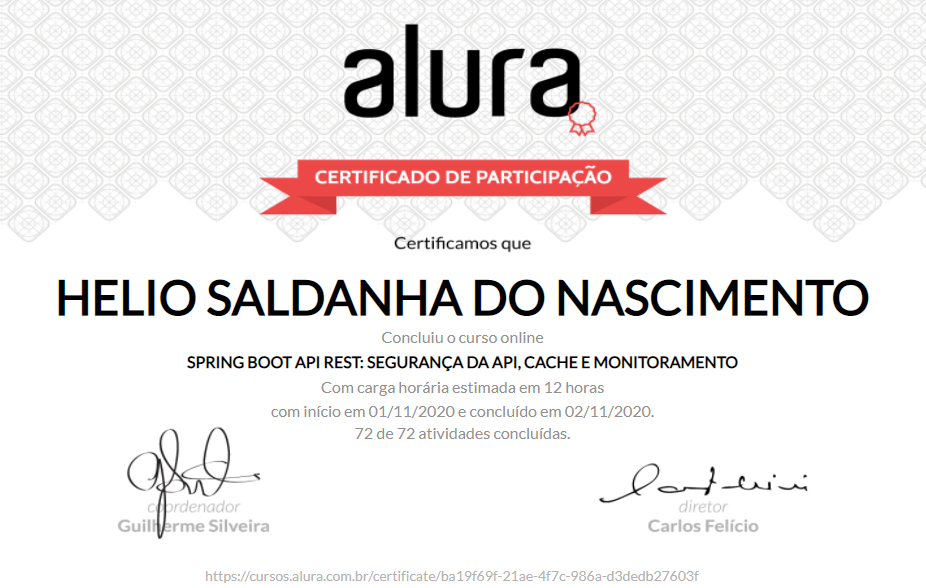 alura
CERTIFICADO DE PARTICIPAÇÃO
Certificamos que
HELIO SALDANHA DO NASCIMENTO
Concluiu o curso online
SPRING BOOT API REST: SEGURANÇA DA API, CACHE E MONITORAMENTO
Com carga horária estimada em 12 horas
com início em 01/11/2020 e concluído em 02/11/2020.
72 de 72 atividades concluídas.
coordenador
Guilherme Silveira
diretor
Carlos Felício
https://cursos.alura.com.br/certificate/ba19f69f-21ae-4f7c-986a-d3dedb27603f